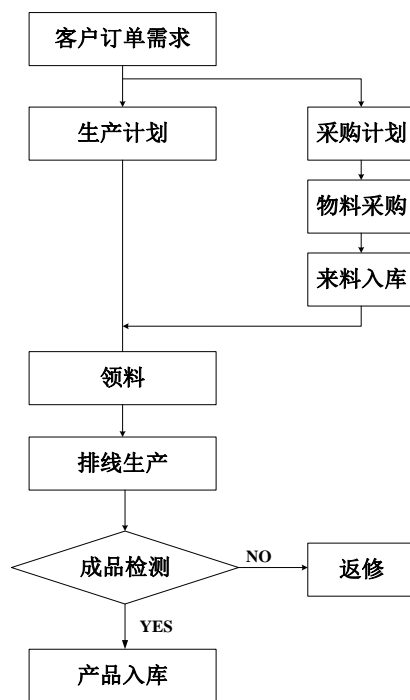 客户订单需求
生产计划
采购计划
物料采购
来料入库
领料
排线生产
成品检测
NO
返修
YES
产品入库